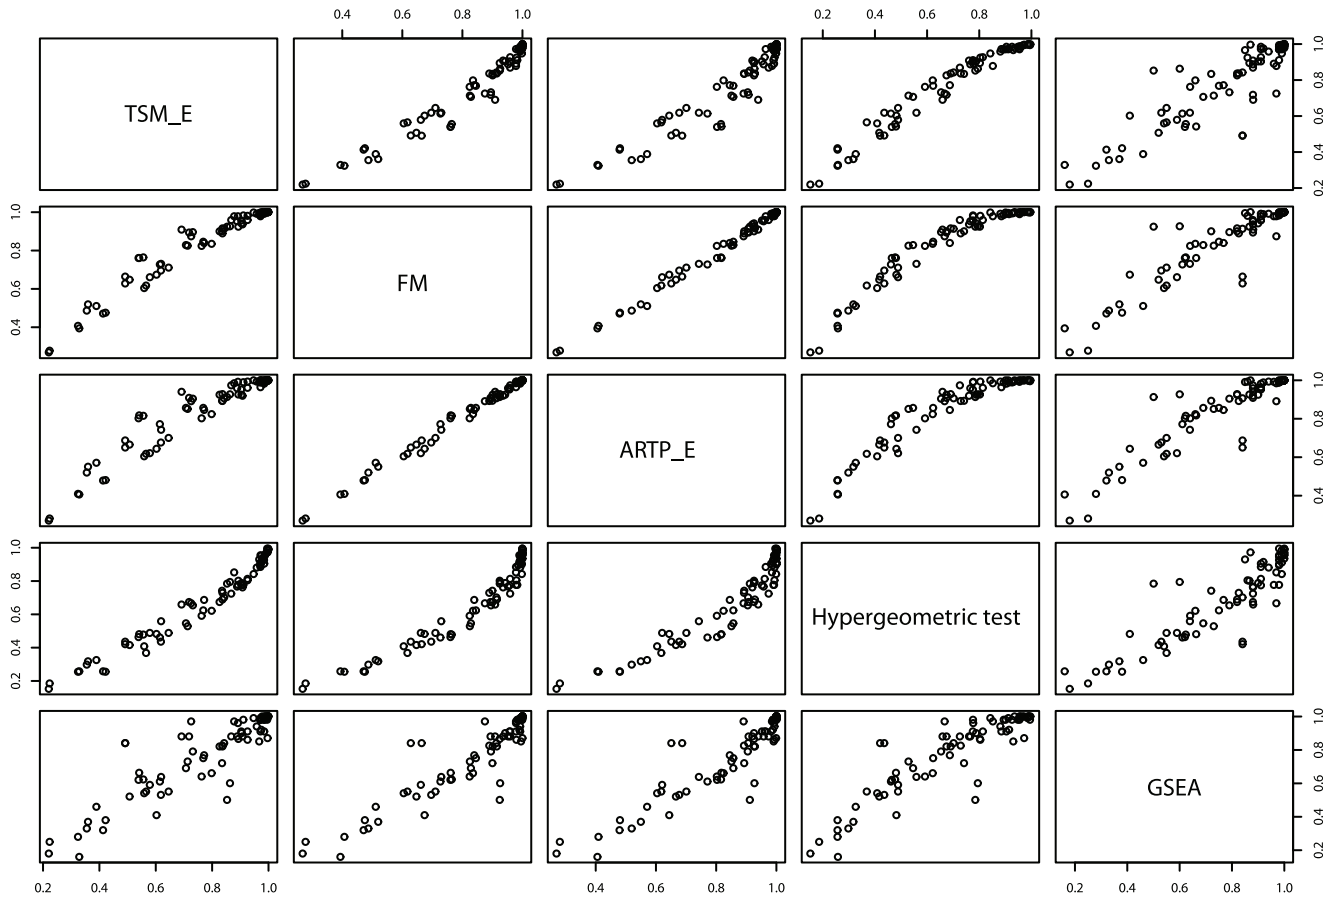 0.4 0.6 0.8 1.0 0.2 0.4 0.6 0.8 1.0
TSM_E
0.2 0.4 0.6 0.8 1.0
0.4 0.6 0.8 1.0
FM
ARTP_E
0.4 0.6 0.8 1.0
0.2 0.4 0.6 0.8 1.0
Hypergeometric test
GSEA
0.2 0.4 0.6 0.8 1.0
0.2 0.4 0.6 0.8 1.0 0.4 0.6 0.8 1.0 0.2 0.4 0.6 0.8 1.0